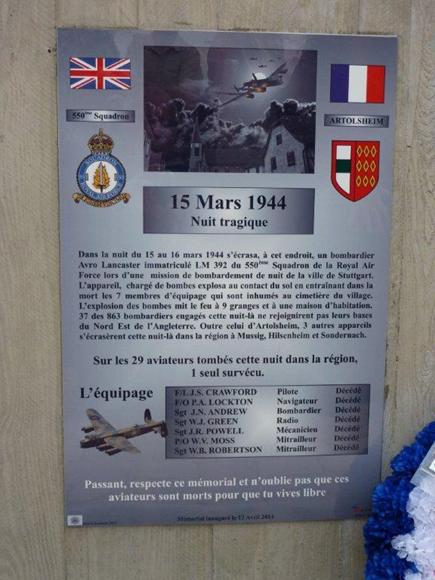 550ème Squadron
ARTOLSHEIM
15 Mars 1944
Nuit tragique
Dans la nuit du 15 au 16 mars 1944 s'écrasa, à cet endroit, un bombardier
Avro Lancaster immatriculé LM 392 du 550ème Squadron de la Royal Air
Force lors d'une mission de bombardement de nuit de la ville de Stuttgart.
L'appareil, chargé de bombes explosa au contact du sol en entraînant dans la
mort les 7 membres d'équipage qui sont inhumés au cimetière du village.
L'explosion des bombes mit le feu à 9 granges et à une maison d'habitation.
37 des 863 bombardiers engagés cette nuit-là ne rejoignirent pas leurs bases
du Nord Est de l'Angleterre. Outre celui d'Artolsheim, 3 autres appareils
s'écrasèrent cette nuit-là dans la région à Mussig, Hilsenheim et Sondernach.
Sur les 29 aviateurs tombés cette nuit dans la région,
1 seul survécu.
L'équipage
F/L J.S. CRAWFORD Pilote Décédé
F/O P.A. LOCKTON Navigateur Décédé
Sgt J.N. ANDREW Bombardier Décédé
Sgt W.J. GREEN Radio Décédé
Sgt J.R. POWELL Mécanicien Décédé
P/O W.V. MOSS Mitrailleur Décédé
Sgt W.B. ROBERTSON Mitrailleur Décédé
Passant, respecte ce mémorial et n'oublie pas que ces
aviateurs sont morts pour que tu vives libre
Mémorial inauguré le 12 Avril 2014